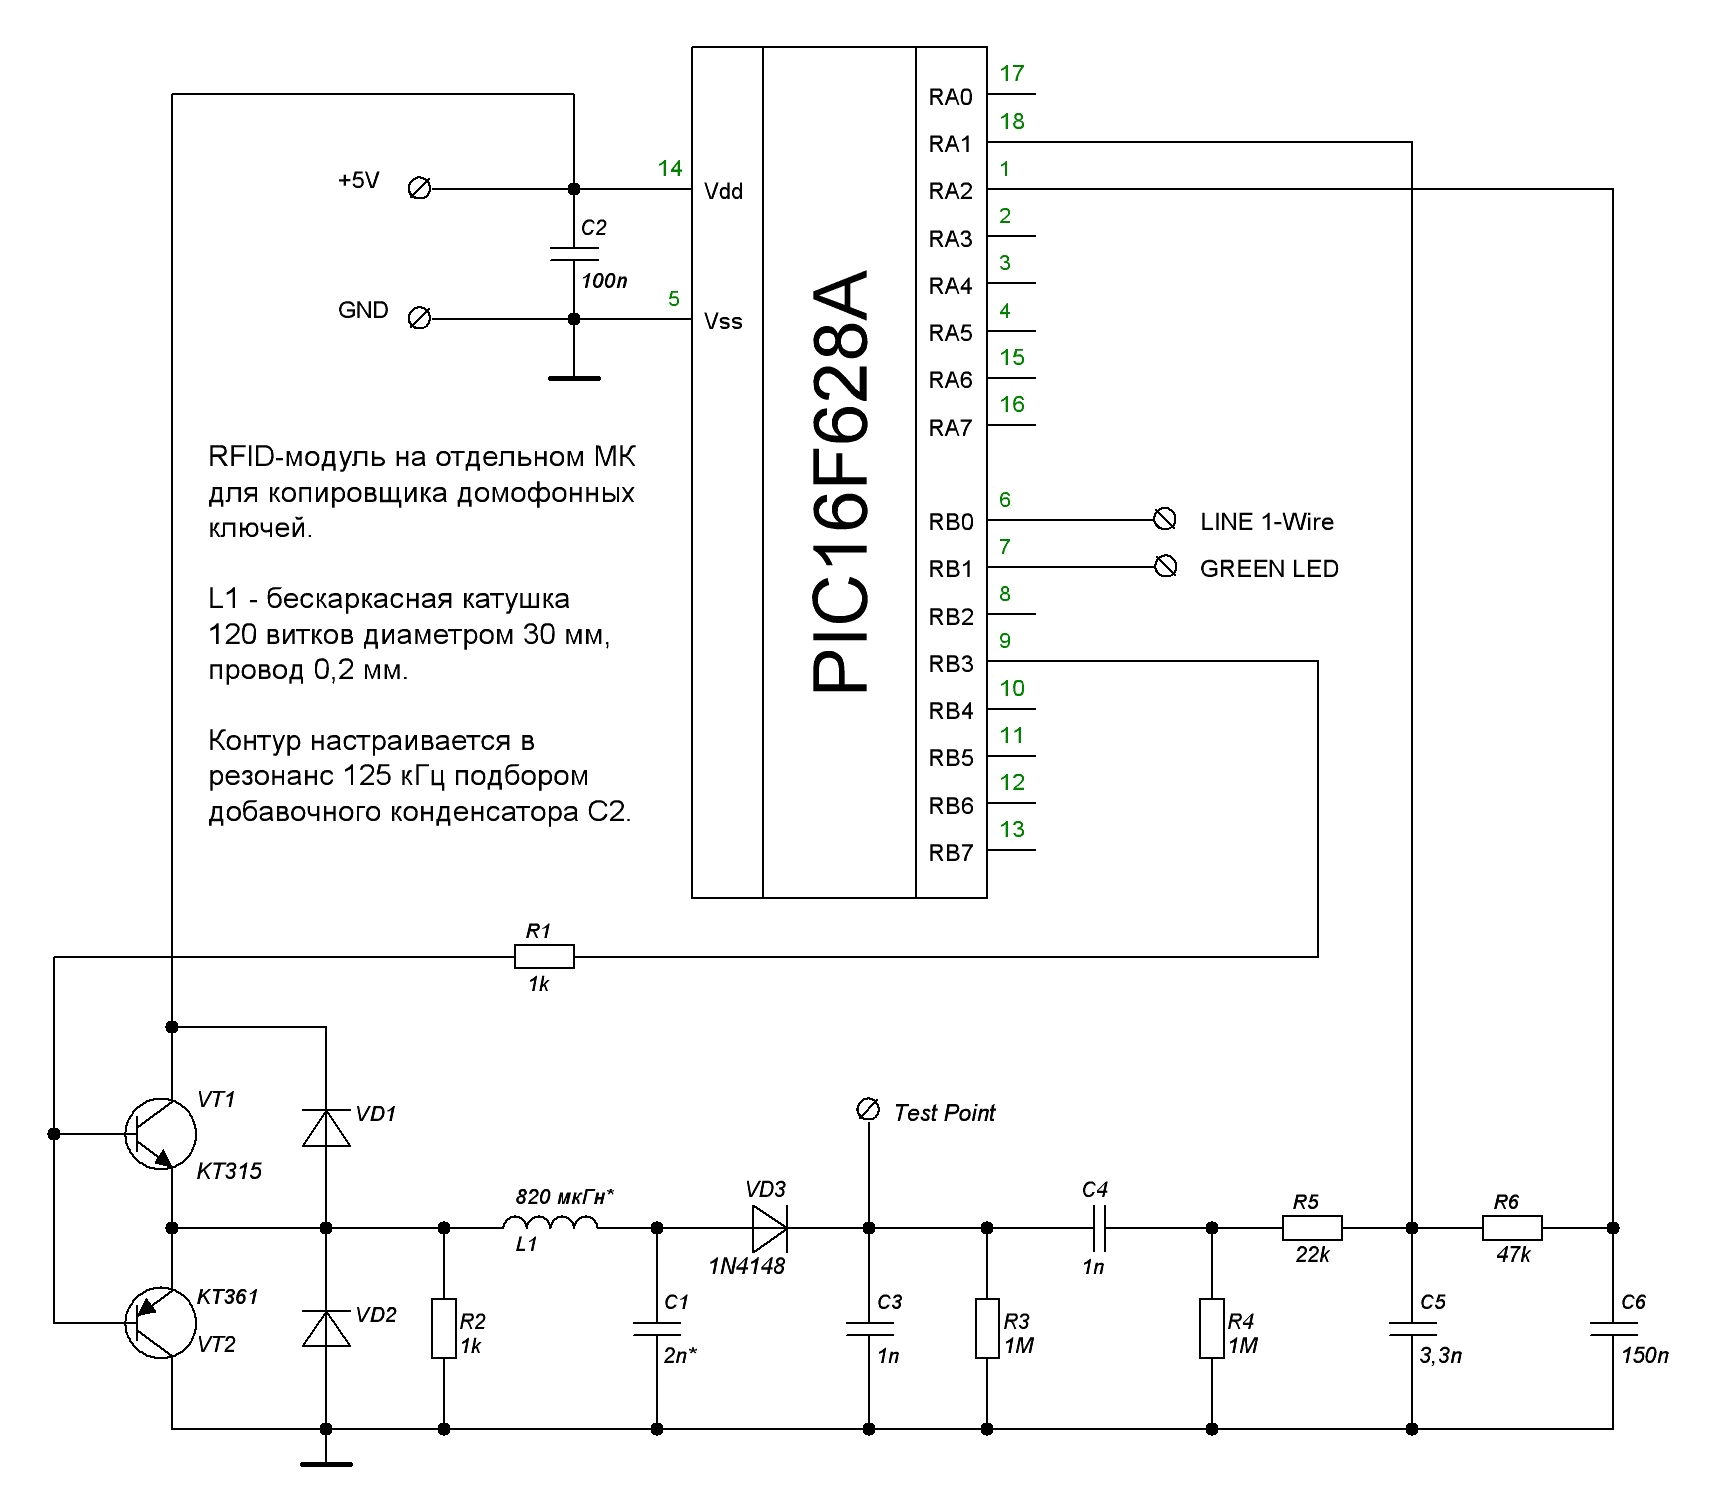 17
RA0
18
RA1
1
+5V
14
Vdd
RA2
2
C2
RA3
3
100n
RA4
GND
5
Vss
4
RA5
15
RA6
16
RA7
PIC16F628A
RFID-модуль на отдельном МК
для копировщика домофонных
ключей.
6
RB0
LINE 1-Wire
7
RB1
GREEN LED
8
RB2
9
RB3
10
RB4
11
RB5
12
RB6
13
RB7
L1 - бескаркасная катушка
120 витков диаметром 30 мм,
провод 0,2 мм.
Контур настраивается в
резонанс 125 кГц подбором
добавочного конденсатора С2.
R1
1k
VT1
KT315
VD1
Test Point
820 мкГн*
L1
VD3
1N4148
C4
1n
R5
22k
R6
47k
KT361
VT2
VD2
R2
1k
C1
2n*
C3
1n
R3
1M
R4
1M
C5
3,3n
C6
150n